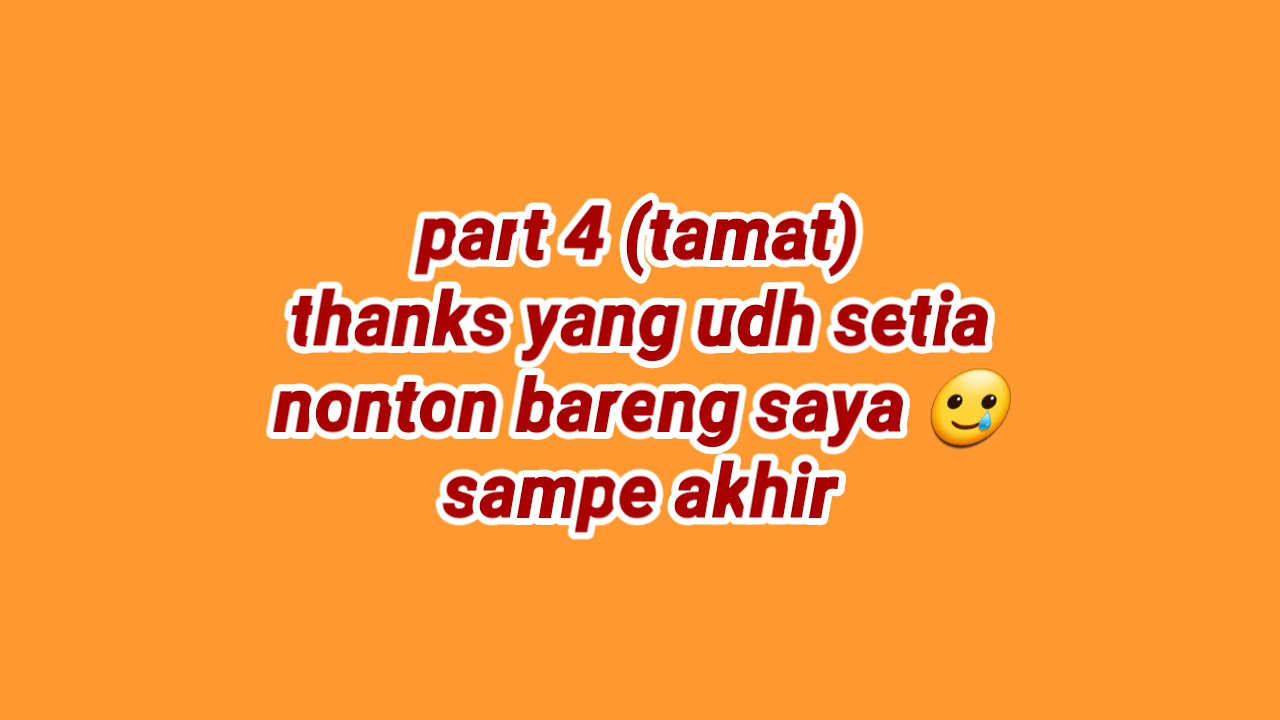 part 4 (tamat)
thanks yang udh setia
nonton bareng saya 🥲
sampe akhir